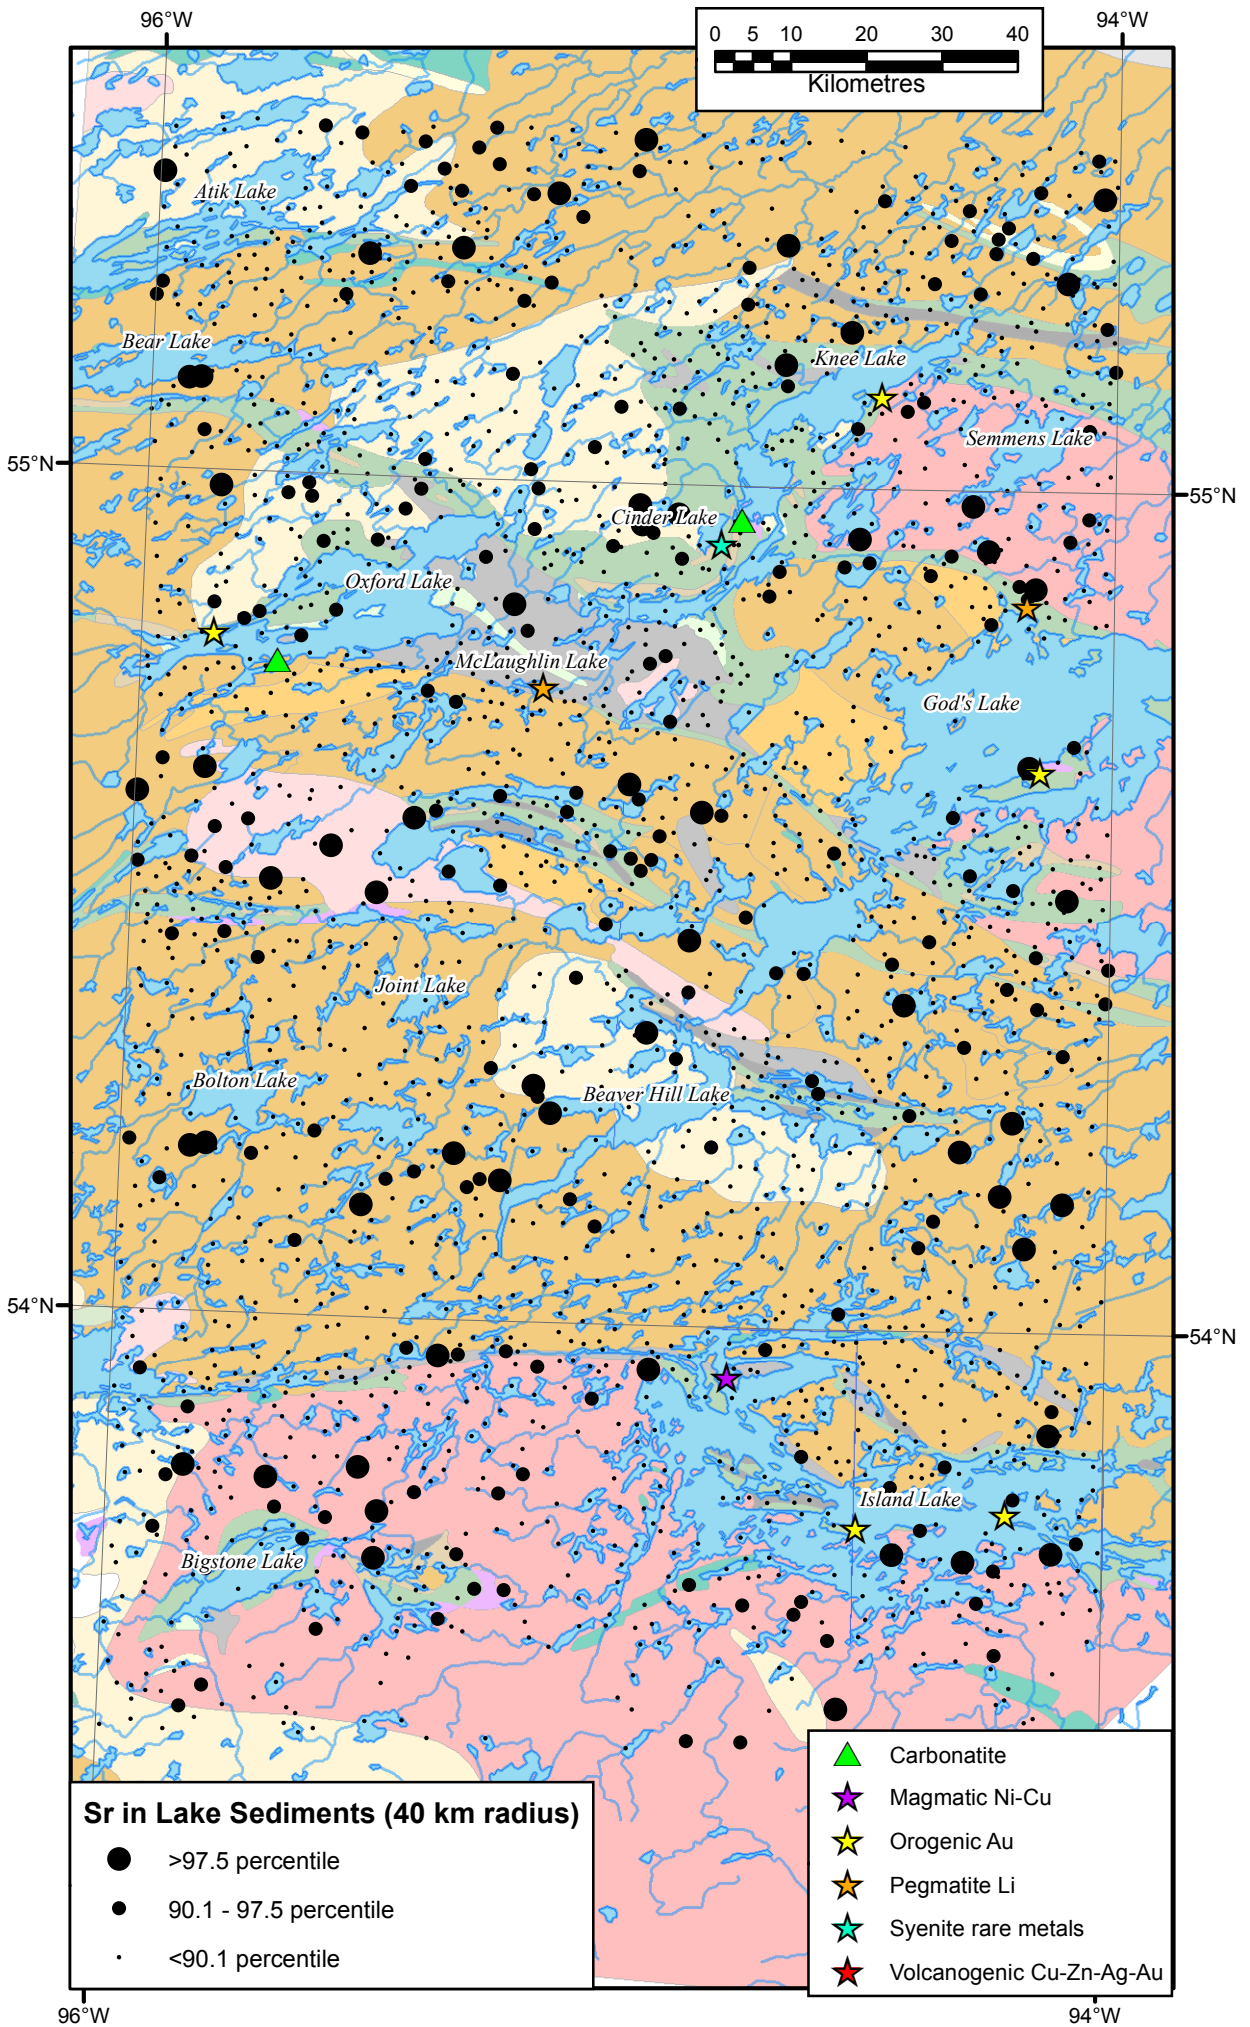 96°W
94°W
0 5 10 20 30 40
Kilometres
Atik Lake
Bear Lake
Knee Lake
Semmens Lake
55°N
55°N
Cinder Lake
Oxford Lake
McLaughlin Lake
God's Lake
Joint Lake
Bolton Lake
Beaver Hill Lake
54°N
54°N
Island Lake
Bigstone Lake
Sr in Lake Sediments (40 km radius)
>97.5 percentile
90.1 - 97.5 percentile
<90.1 percentile
Carbonatite
Magmatic Ni-Cu
Orogenic Au
Pegmatite Li
Syenite rare metals
Volcanogenic Cu-Zn-Ag-Au
96°W
94°W